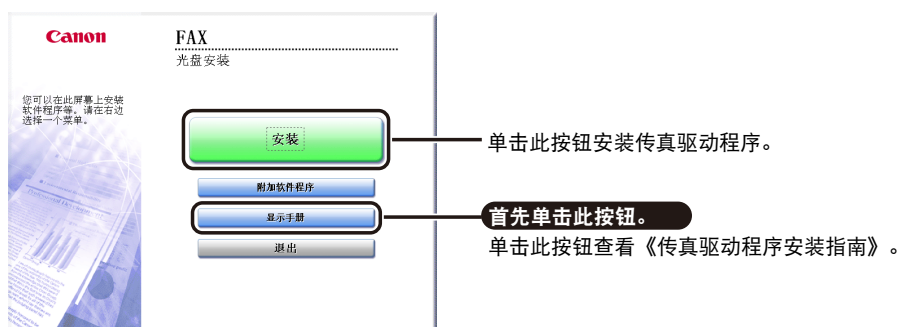 Canon
FAX
光盘安装
您可以在此屏幕上安装
软件程序等。请在右边
选择一个菜单。
安装
单击此按钮安装传真驱动程序。
附加软件程序
显示手册
首先单击此按钮。
单击此按钮查看《传真驱动程序安装指南》。
退出